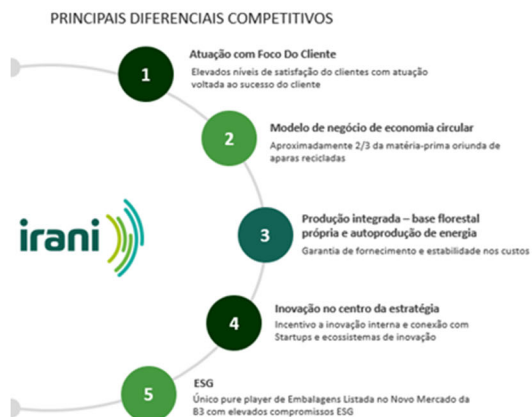 PRINCIPAIS DIFERENCIAIS COMPETITIVOS
1
Atuação com Foco Do Cliente
Elevados níveis de satisfação do clientes com atuação
voltada ao sucesso do cliente
2
Modelo de negócio de economia circular
Aproximadamente 2/3 da matéria-prima oriunda de
aparas recicladas
irani
3
Produção integrada – base florestal
própria e autoprodução de energia
Garantia de fornecimento e estabilidade nos custos
4
Inovação no centro da estratégia
Incentivo a inovação interna e conexão com
Startups e ecossistemas de inovação
5
ESG
Único pure player de Embalagens Listada no Novo Mercado da
B3 com elevados compromissos ESG